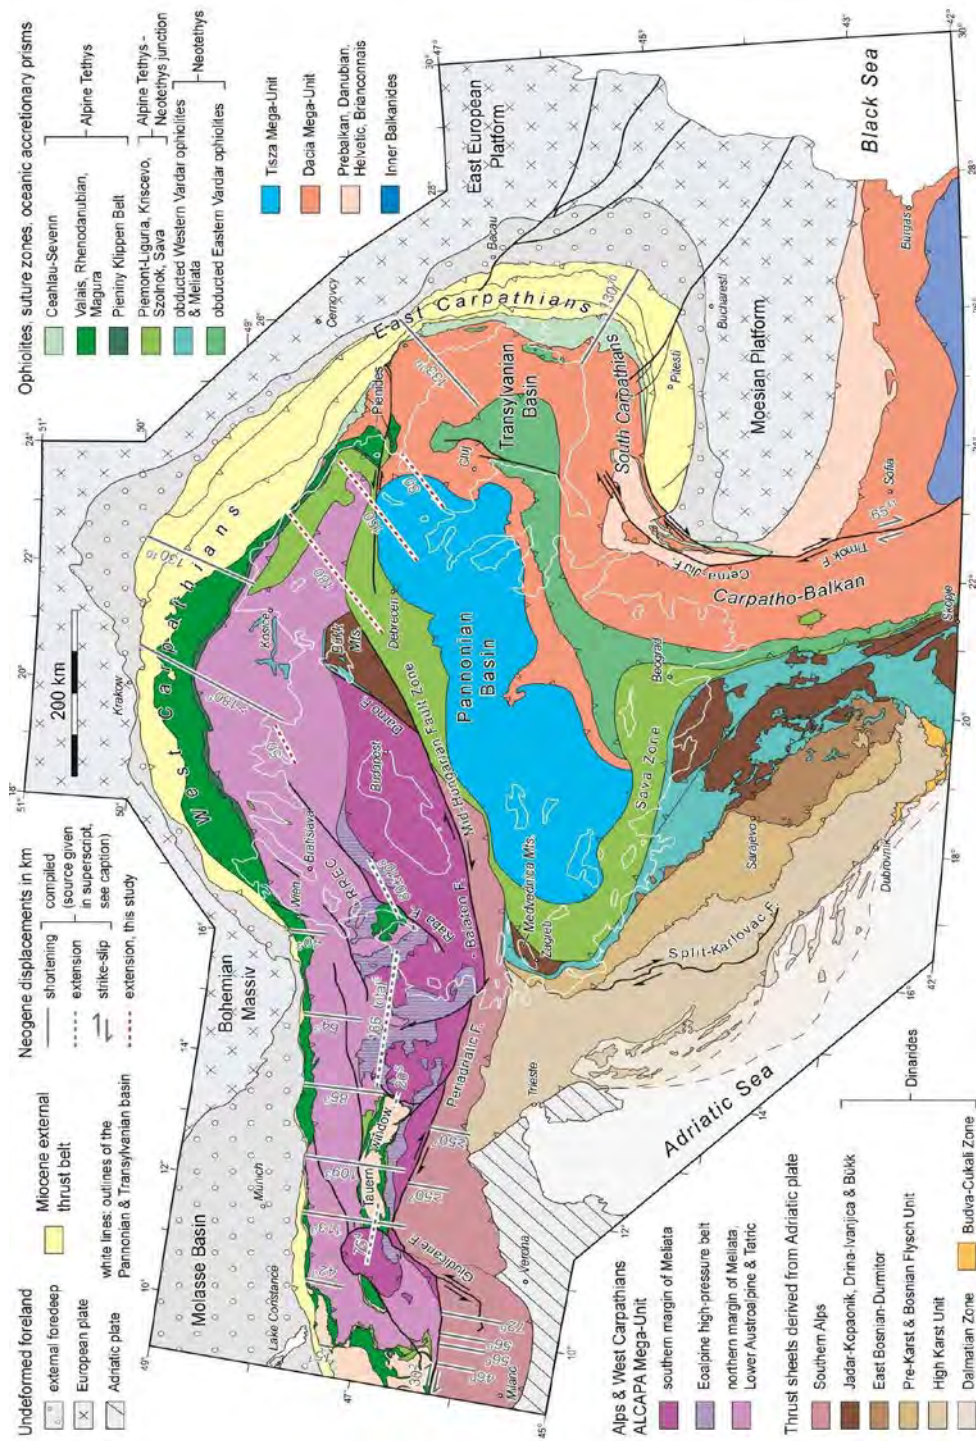 Undeformed foreland
external foredeep
European plate
Adriatic plate
Miocene external
thrust belt
white lines: outlines of the
Pannonian & Transylvanian basin
Neogene displacements in km
shortening
extension
strike-slip
compiled
(source given
in superscript,
see caption)
extension, this study
200 km
Ophiolites, suture zones, oceanic accretionary prisms
Ceahlau-Severin
Valais, Rhenodanubian,
Magura
Pieniny Klippen Belt
Alpine Tethys
Piemont-Liguria, Kriscevo,
Szolnok, Sava
Alpine Tethys -
Neotethys junction
obducted Western Vardar ophiolites
& Meliata
obducted Eastern Vardar ophiolites
Neotethys
Tisza Mega-Unit
Dacia Mega-Unit
Prebalkan, Danubian
Helvetic, Brianconnais
Inner Balkanides
Molasse Basin
Bohemian
Massiv
Münich
Lake Constance
Tauern
Window
Wien
Bratislava
RREC
Raba F.
Balaton F.
Periadriatic F.
Giudicarie F.
Verona
Milano
Trieste
Budapest
Krakow
West Carpathians
Kosice
Bükk
Mts.
Darno F.
Debrecen
Mid-Hungarian Fault Zone
Pannonian
Basin
Medvednica Mts.
Zagreb
Sava Zone
Beograd
Split-Karlovac F.
Sarajevo
Dubrovnik
Adriatic Sea
Cernovcy
East Carpathians
Bacau
East European
Platform
Pienides
Cluj
Transylvanian
Basin
South Carpathians
Pitesti
Bucharesti
Moesian Platform
Cerna-Jiu F.
Timok F.
Carpatho-Balkan
Sofia
Skopje
Burgas
Black Sea
Alps & West Carpathians
ALCAPA Mega-Unit
southern margin of Meliata
Eoalpine high-pressure belt
northern margin of Meliata,
Lower Austroalpine & Tatric
Thrust sheets derived from Adriatic plate
Southern Alps
Jadar-Kopaonik, Drina-Ivanjica & Bükk
East Bosnian-Durmitor
Pre-Karst & Bosnian Flysch Unit
High Karst Unit
Dalmatian Zone
Budva-Cukali Zone
Dinarides